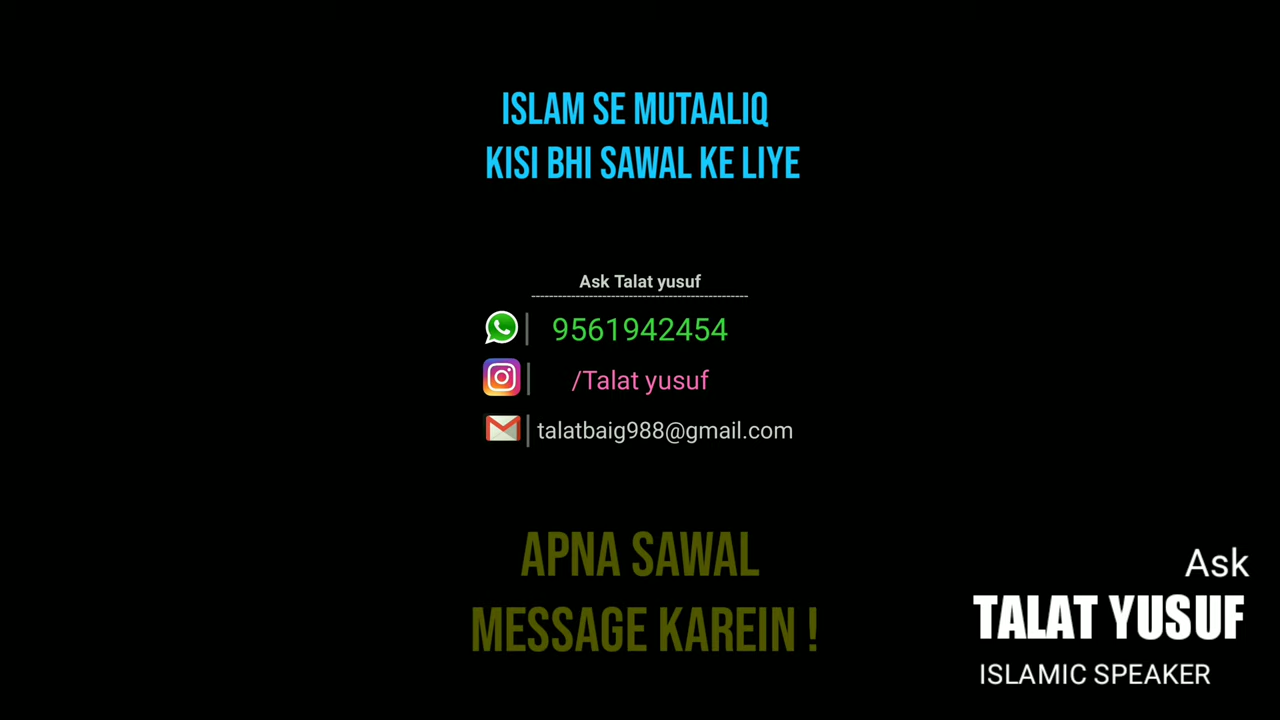 ISLAM SE MUTAALIQ
KISI BHI SAWAL KE LIYE
Ask Talat yusuf
9561942454
/Talat yusuf
talatbaig988@gmail.com
APNA SAWAL
MESSAGE KAREIN !
Ask
TALAT YUSUF
ISLAMIC SPEAKER